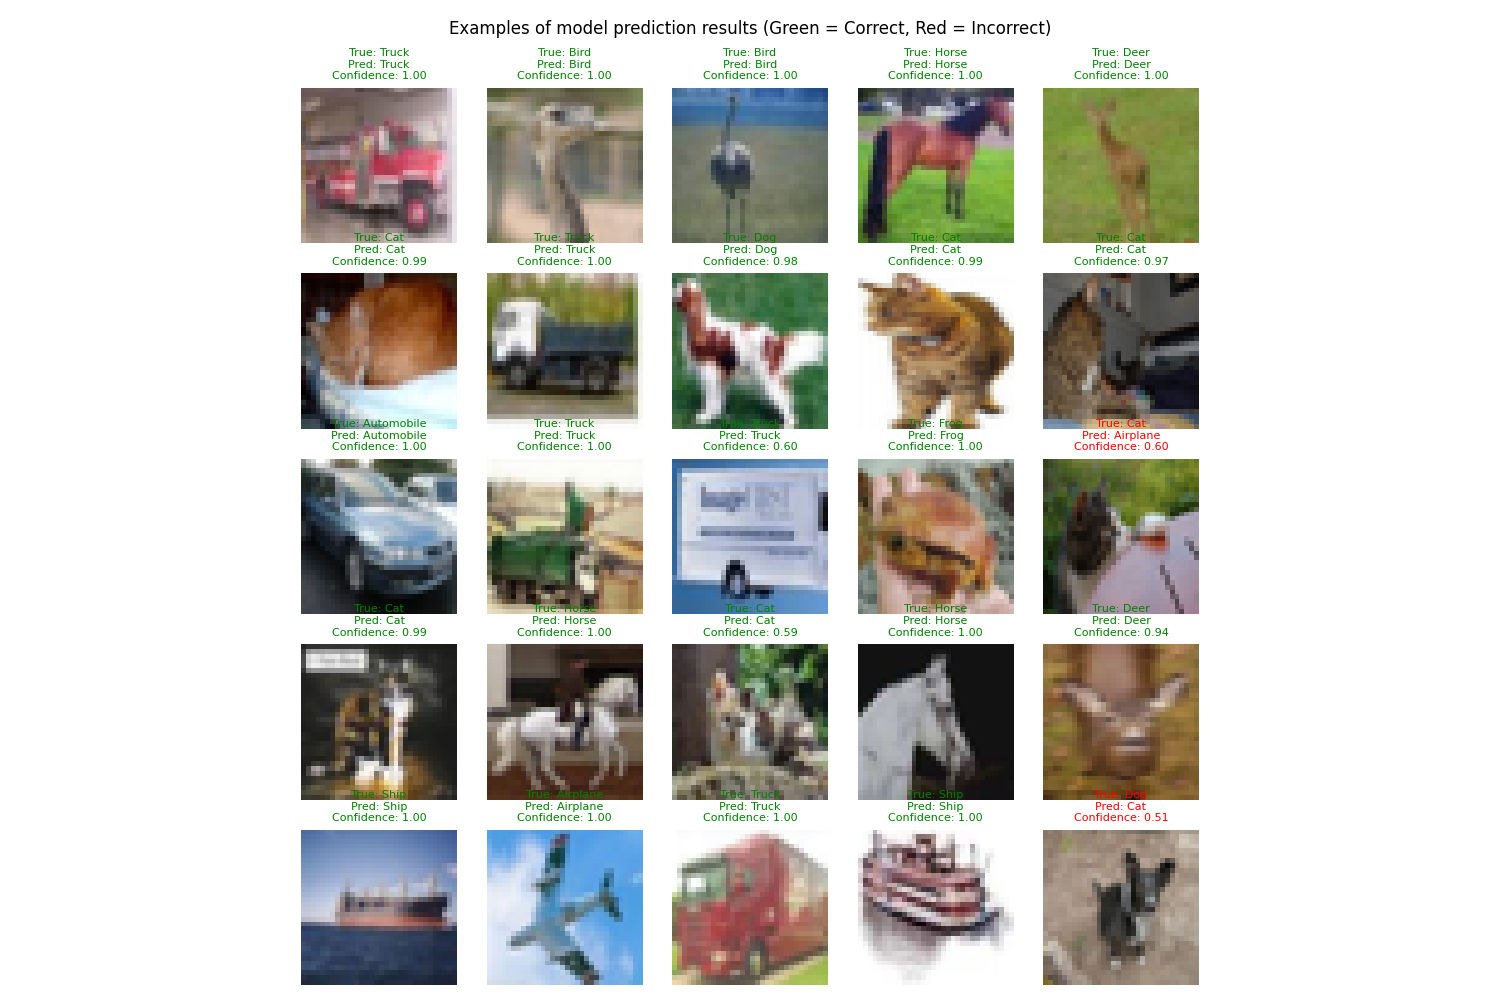 Examples of model prediction results (Green = Correct, Red = Incorrect)
True: Truck
Pred: Truck
Confidence: 1.00
True: Bird
Pred: Bird
Confidence: 1.00
True: Bird
Pred: Bird
Confidence: 1.00
True: Horse
Pred: Horse
Confidence: 1.00
True: Deer
Pred: Deer
Confidence: 1.00
True: Cat
Pred: Cat
Confidence: 0.99
True: Truck
Pred: Truck
Confidence: 1.00
True: Dog
Pred: Dog
Confidence: 0.98
True: Cat
Pred: Cat
Confidence: 0.99
True: Cat
Pred: Cat
Confidence: 0.97
True: Automobile
Pred: Automobile
Confidence: 1.00
True: Truck
Pred: Truck
Confidence: 1.00
Pred: Truck
Confidence: 0.60
True: Frog
Pred: Frog
Confidence: 1.00
True: Cat
Pred: Airplane
Confidence: 0.60
True: Cat
Pred: Cat
Confidence: 0.99
True: Horse
Pred: Horse
Confidence: 1.00
True: Cat
Pred: Cat
Confidence: 0.59
True: Horse
Pred: Horse
Confidence: 1.00
True: Deer
Pred: Deer
Confidence: 0.94
True: Ship
Pred: Ship
Confidence: 1.00
True: Airplane
Pred: Airplane
Confidence: 1.00
True: Truck
Pred: Truck
Confidence: 1.00
True: Ship
Pred: Ship
Confidence: 1.00
True: Dog
Pred: Cat
Confidence: 0.51